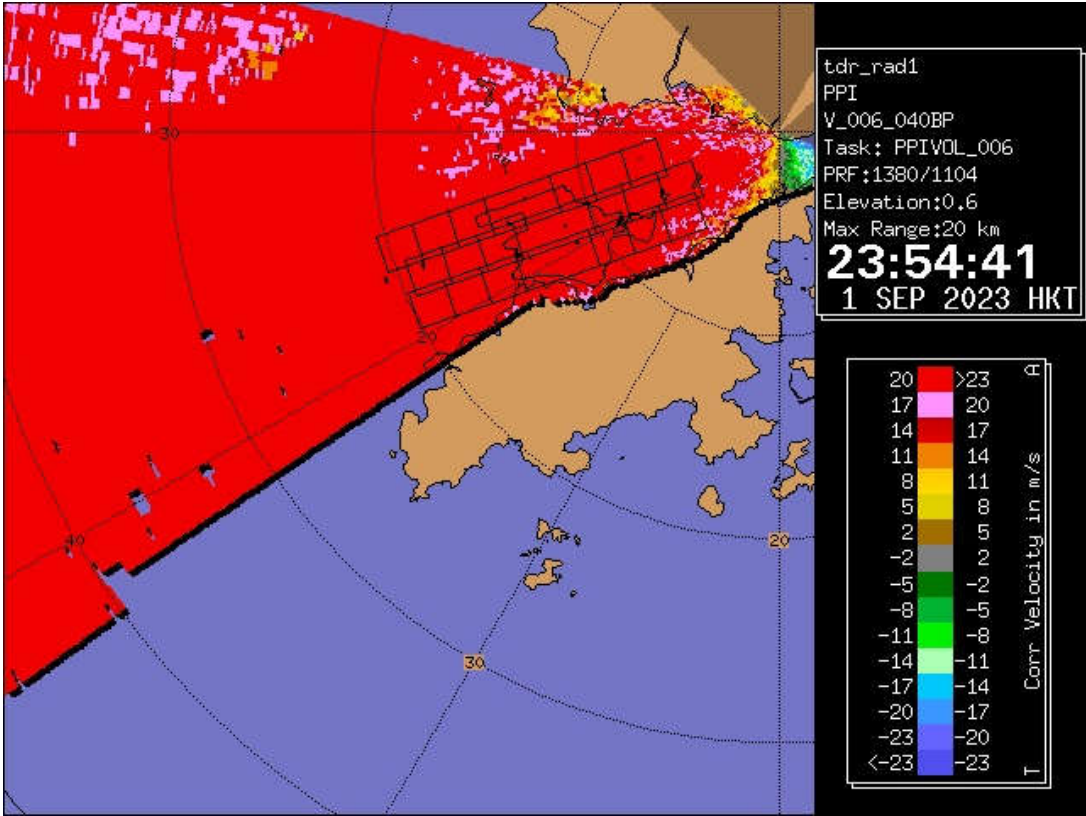 tdr_rad1
PPI
V_006_040BP
Task: PPIVOL_006
PRF:1380/1104
Elevation:0.6
Max Range:20 km
23:54:41
1 SEP 2023 HKT
30
20
40
20
30
A
20 >23
17 20
14 17
11 14
8 11
5 8
2 5
-2 2
-5 -2
-8 -5
-11 -8
-14 -11
-17 -14
-20 -17
-23 -20
<-23 -23
Corr Velocity in m/s
T